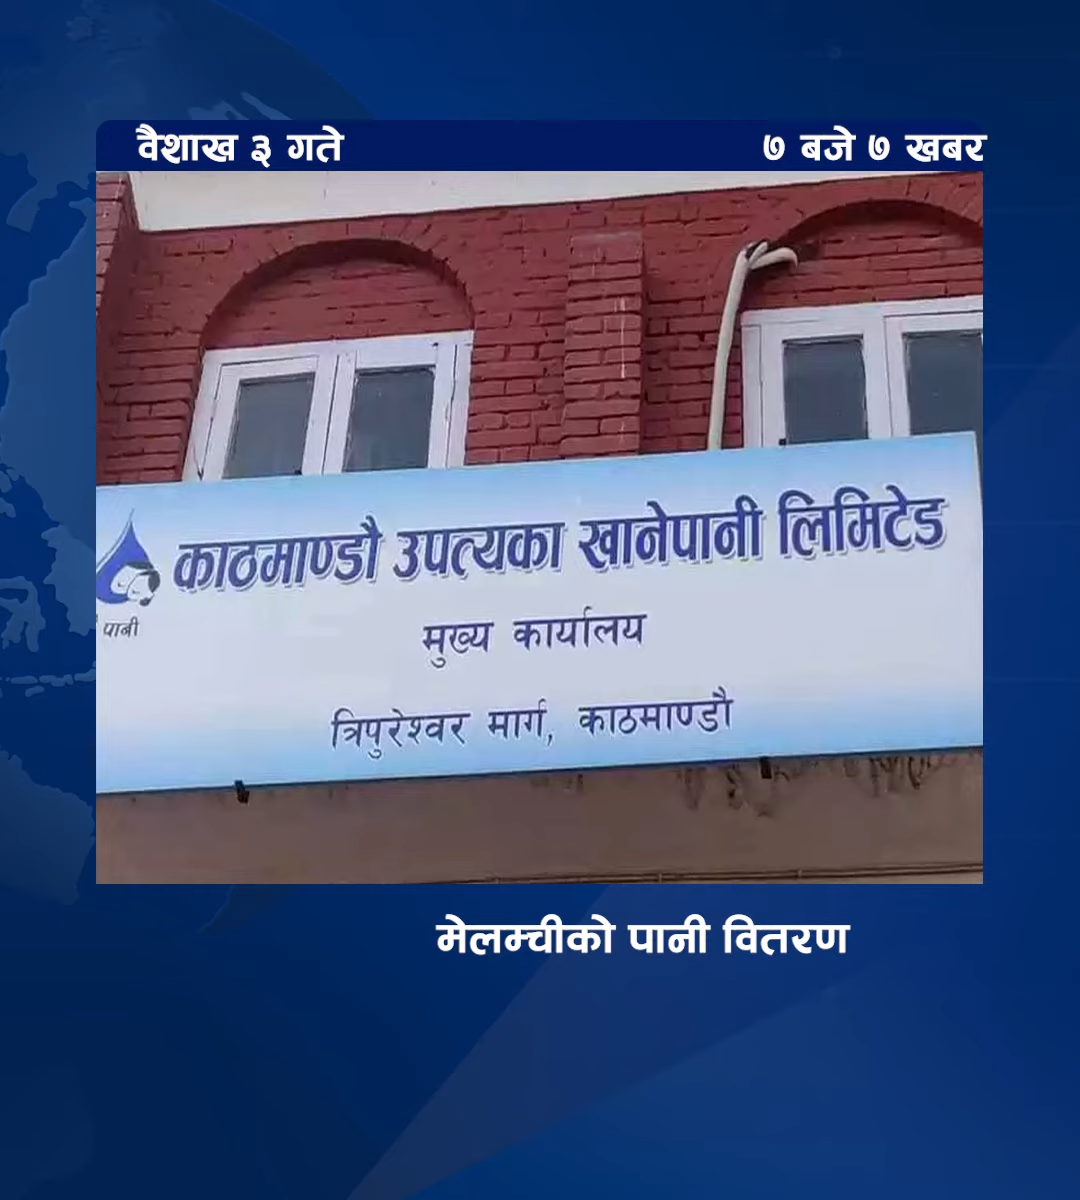 वैशाख ३ गते
७ बजे ७ खबर
काठमाण्डौ उपत्यका खानेपानी लिमिटेड
पानी
मुख्य कार्यालय
त्रिपुरेश्वर मार्ग, काठमाण्डौ
मेलम्चीको पानी वितरण